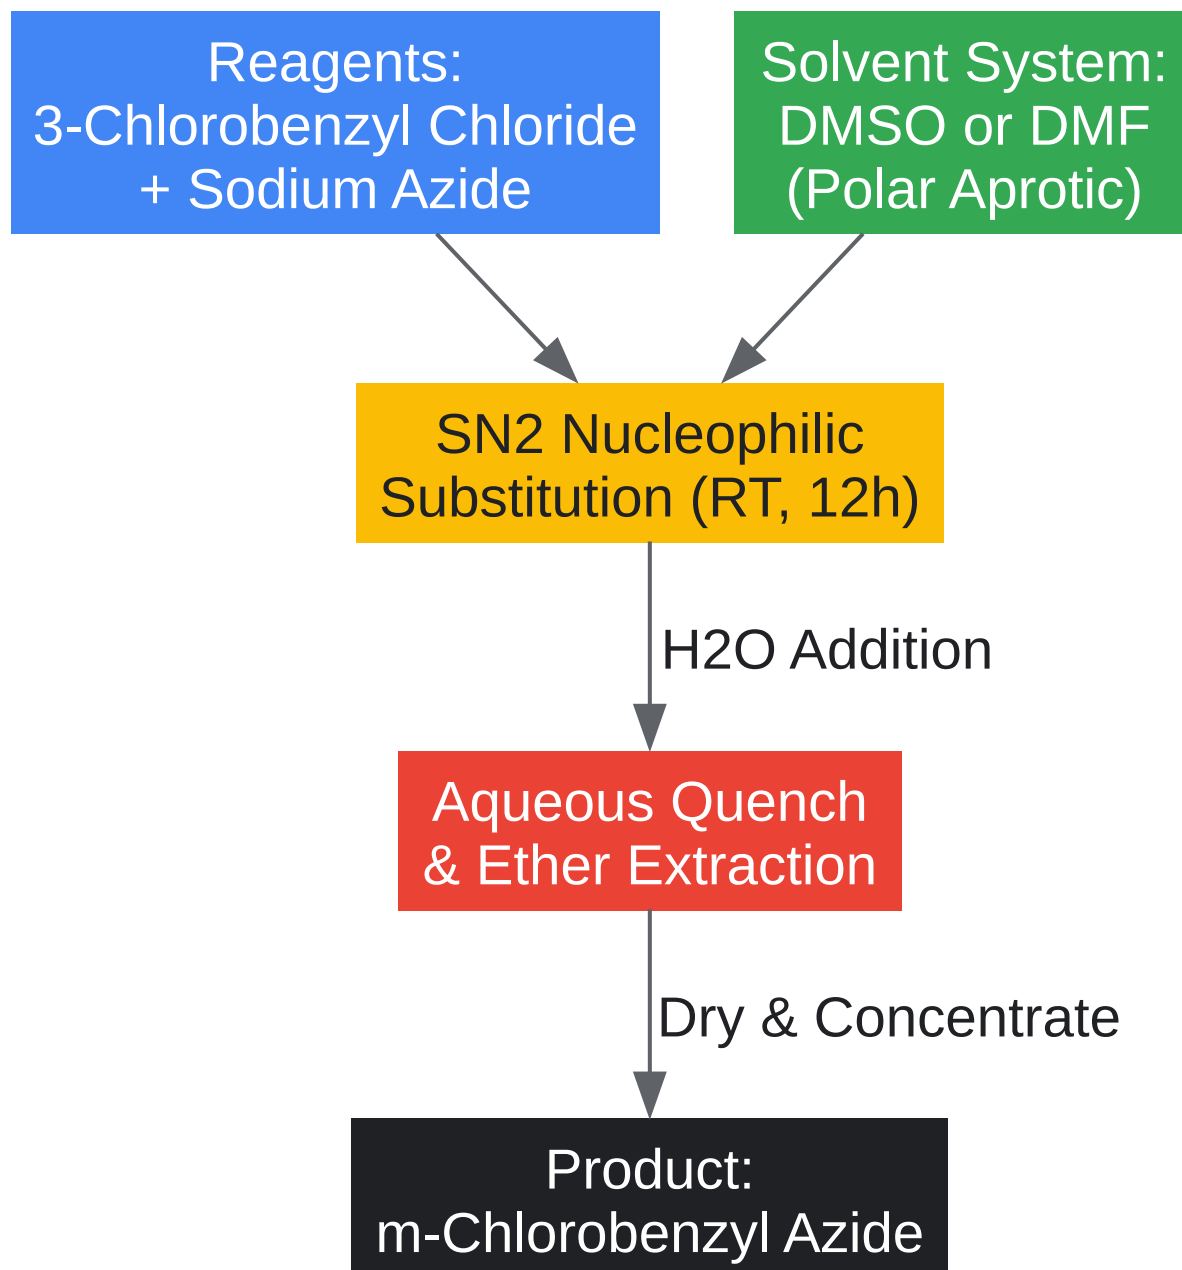 Reagents:
3-Chlorobenzyl Chloride
+ Sodium Azide
Solvent System:
DMSO or DMF
(Polar Aprotic)
SN2 Nucleophilic
Substitution (RT, 12h)
H2O Addition
Aqueous Quench
& Ether Extraction
Dry & Concentrate
Product:
m-Chlorobenzyl Azide